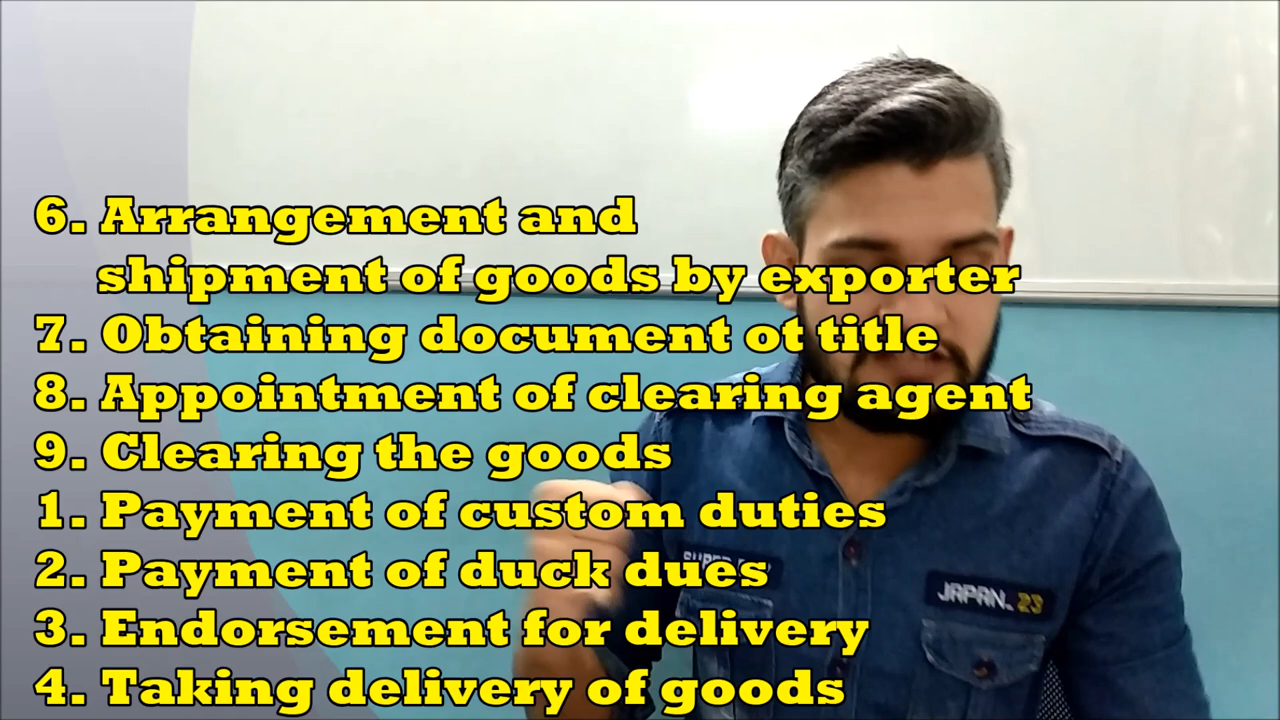 6. Arrangement and
shipment of goods by exporter
7. Obtaining document ot title
8. Appointment of clearing agent
9. Clearing the goods
1. Payment of custom duties
2. Payment of duck dues
3. Endorsement for delivery
4. Taking delivery of goods
JAPAN. 23